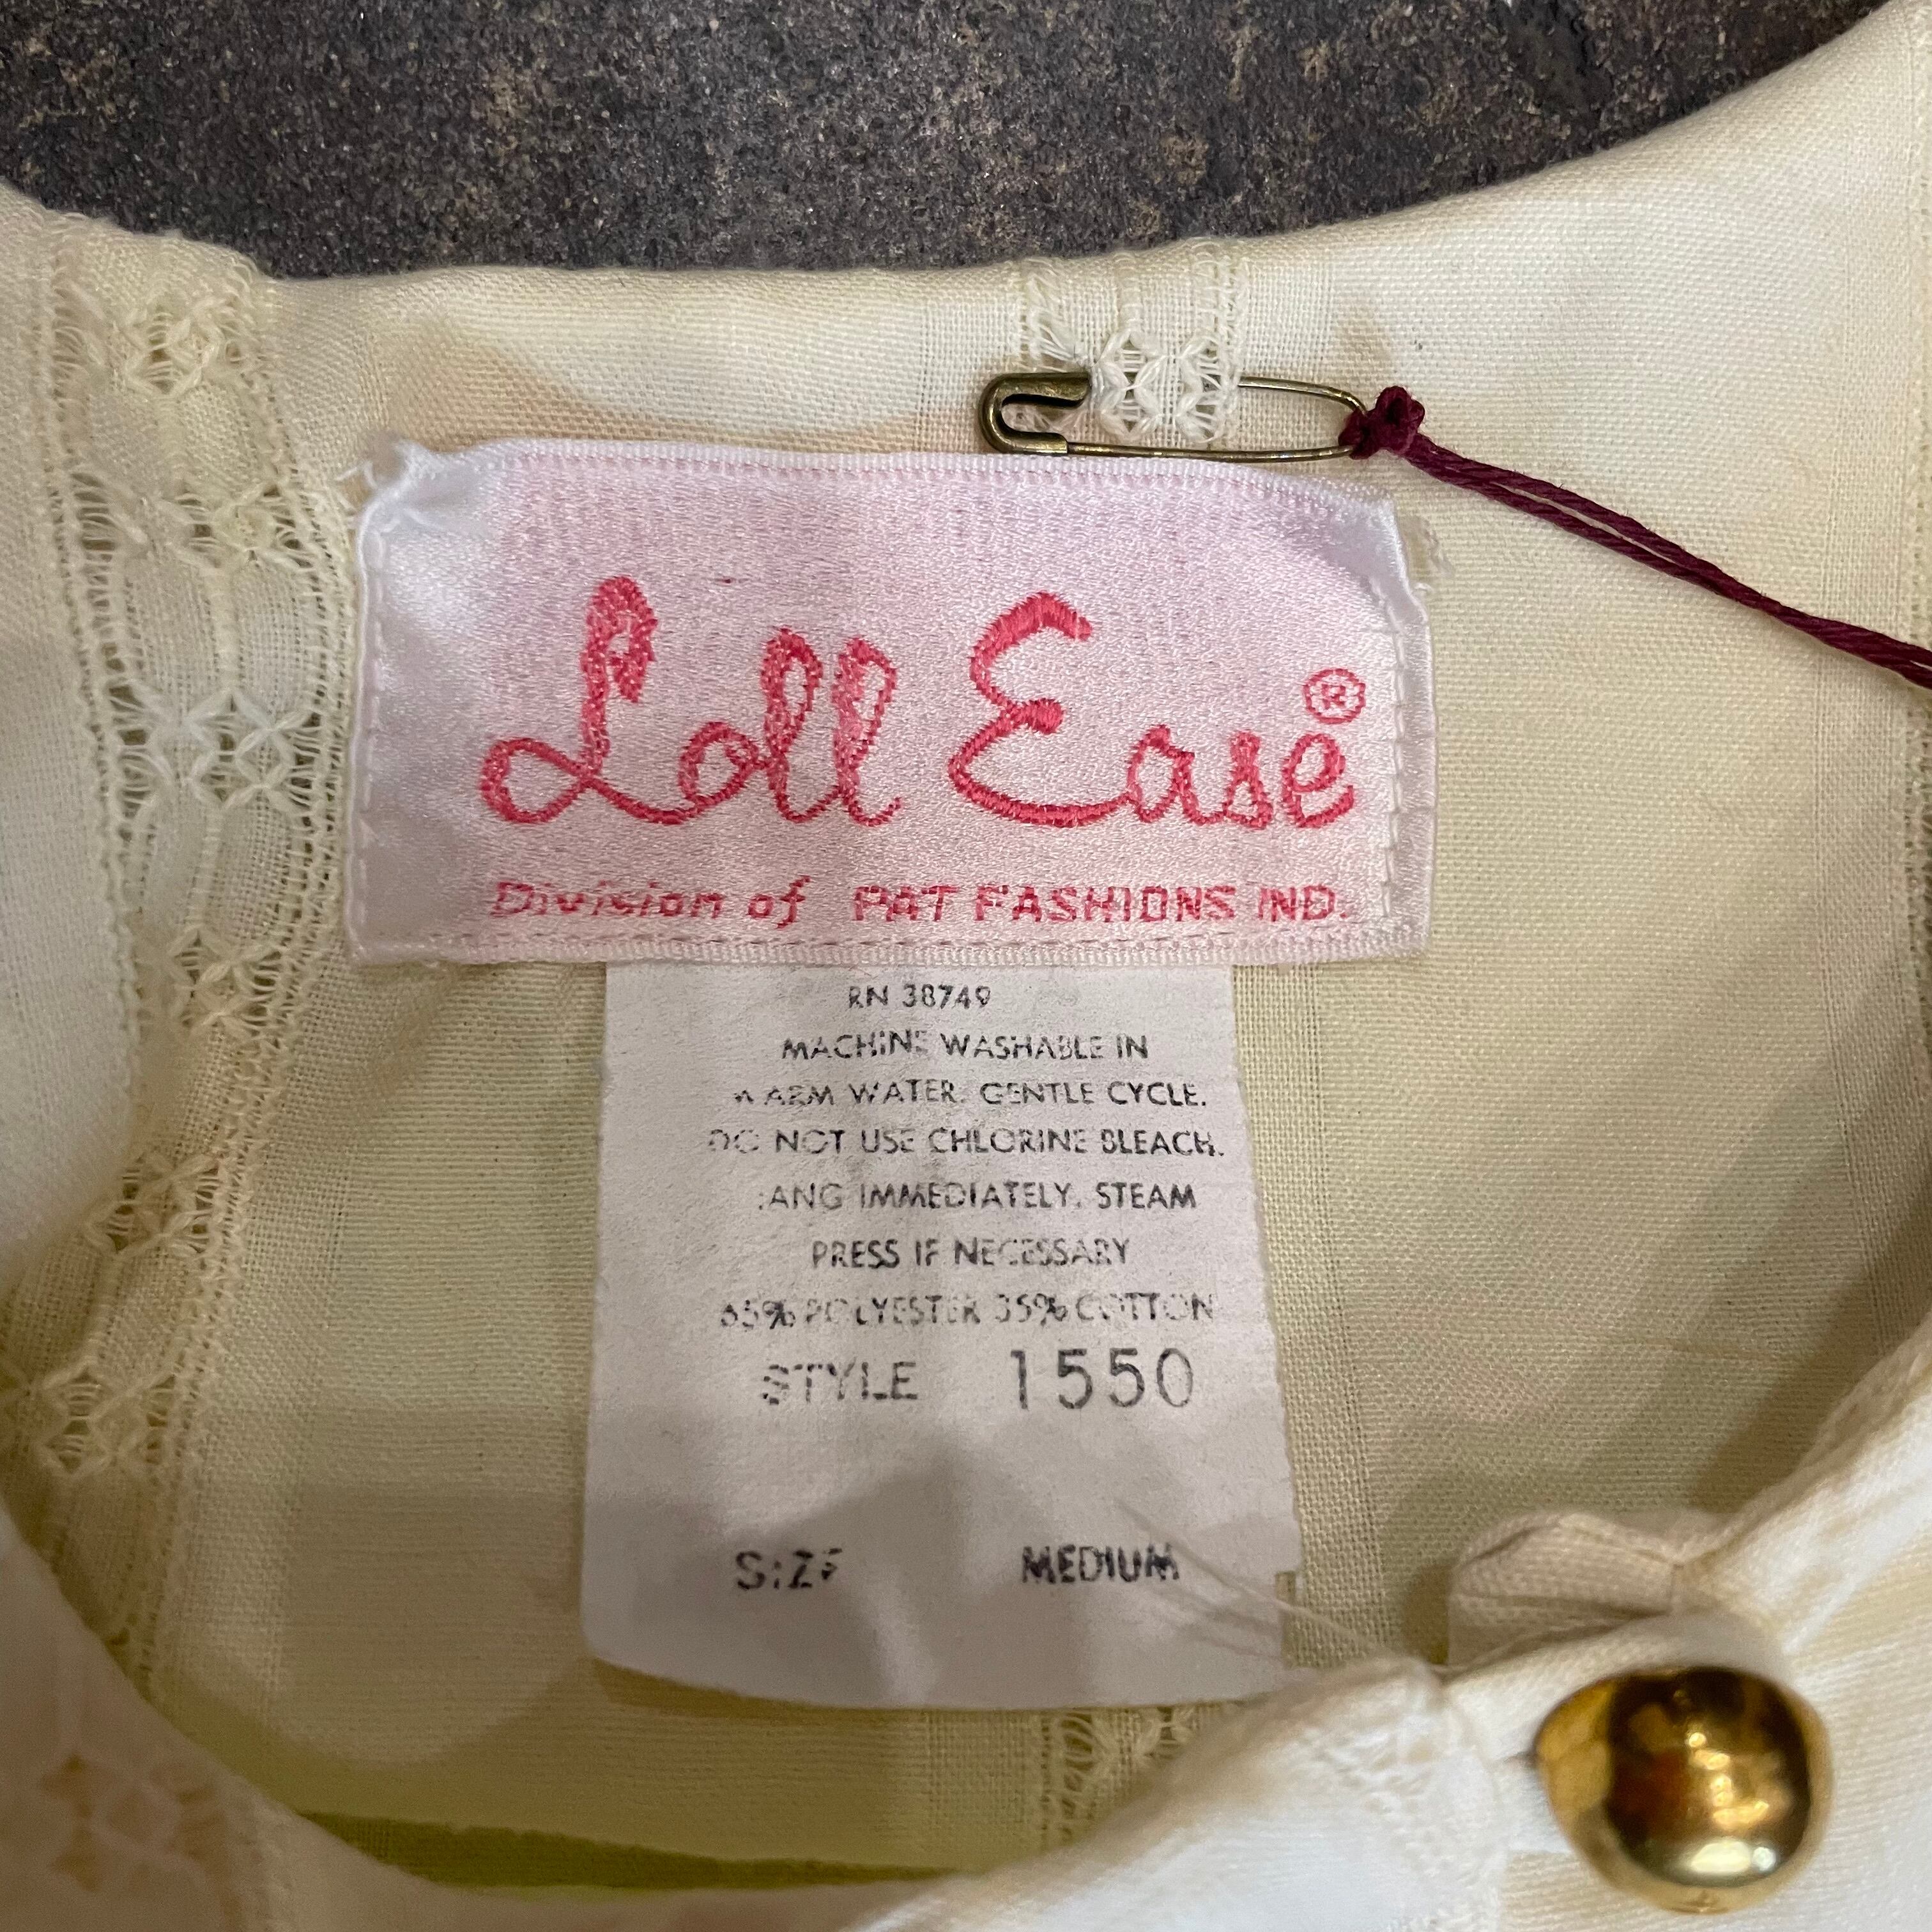 Loll Ease ®
Division of PAT FASHIONS IND.
RN 38749
MACHINE WASHABLE IN
WARM WATER. GENTLE CYCLE.
DO NOT USE CHLORINE BLEACH.
HANG IMMEDIATELY. STEAM
PRESS IF NECESSARY
65% POLYESTER 35% COTTON
STYLE 1550
SIZE MEDIUM